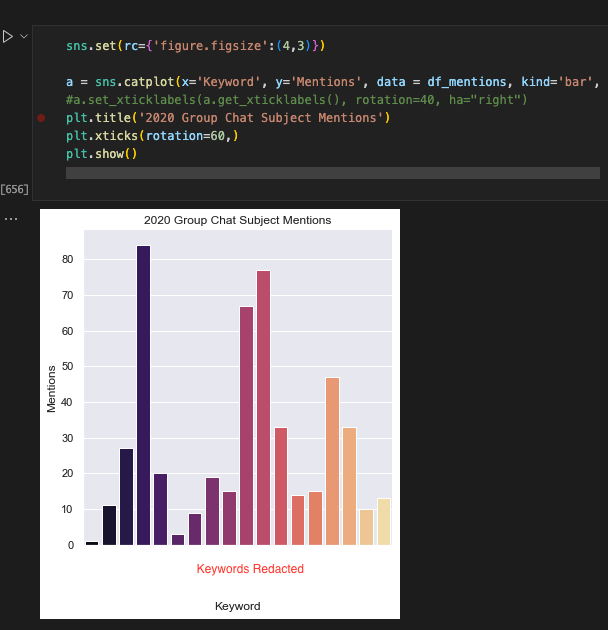 sns.set(rc={'figure.figsize':(4,3)})
a = sns.catplot(x='Keyword', y='Mentions', data = df_mentions, kind='bar',
#a.set_xticklabels(a.get_xticklabels(), rotation=40, ha="right")
plt.title('2020 Group Chat Subject Mentions')
plt.xticks(rotation=60,)
plt.show()
[656]
...
2020 Group Chat Subject Mentions
80
70
60
50
40
30
20
10
0
Mentions
Keywords Redacted
Keyword